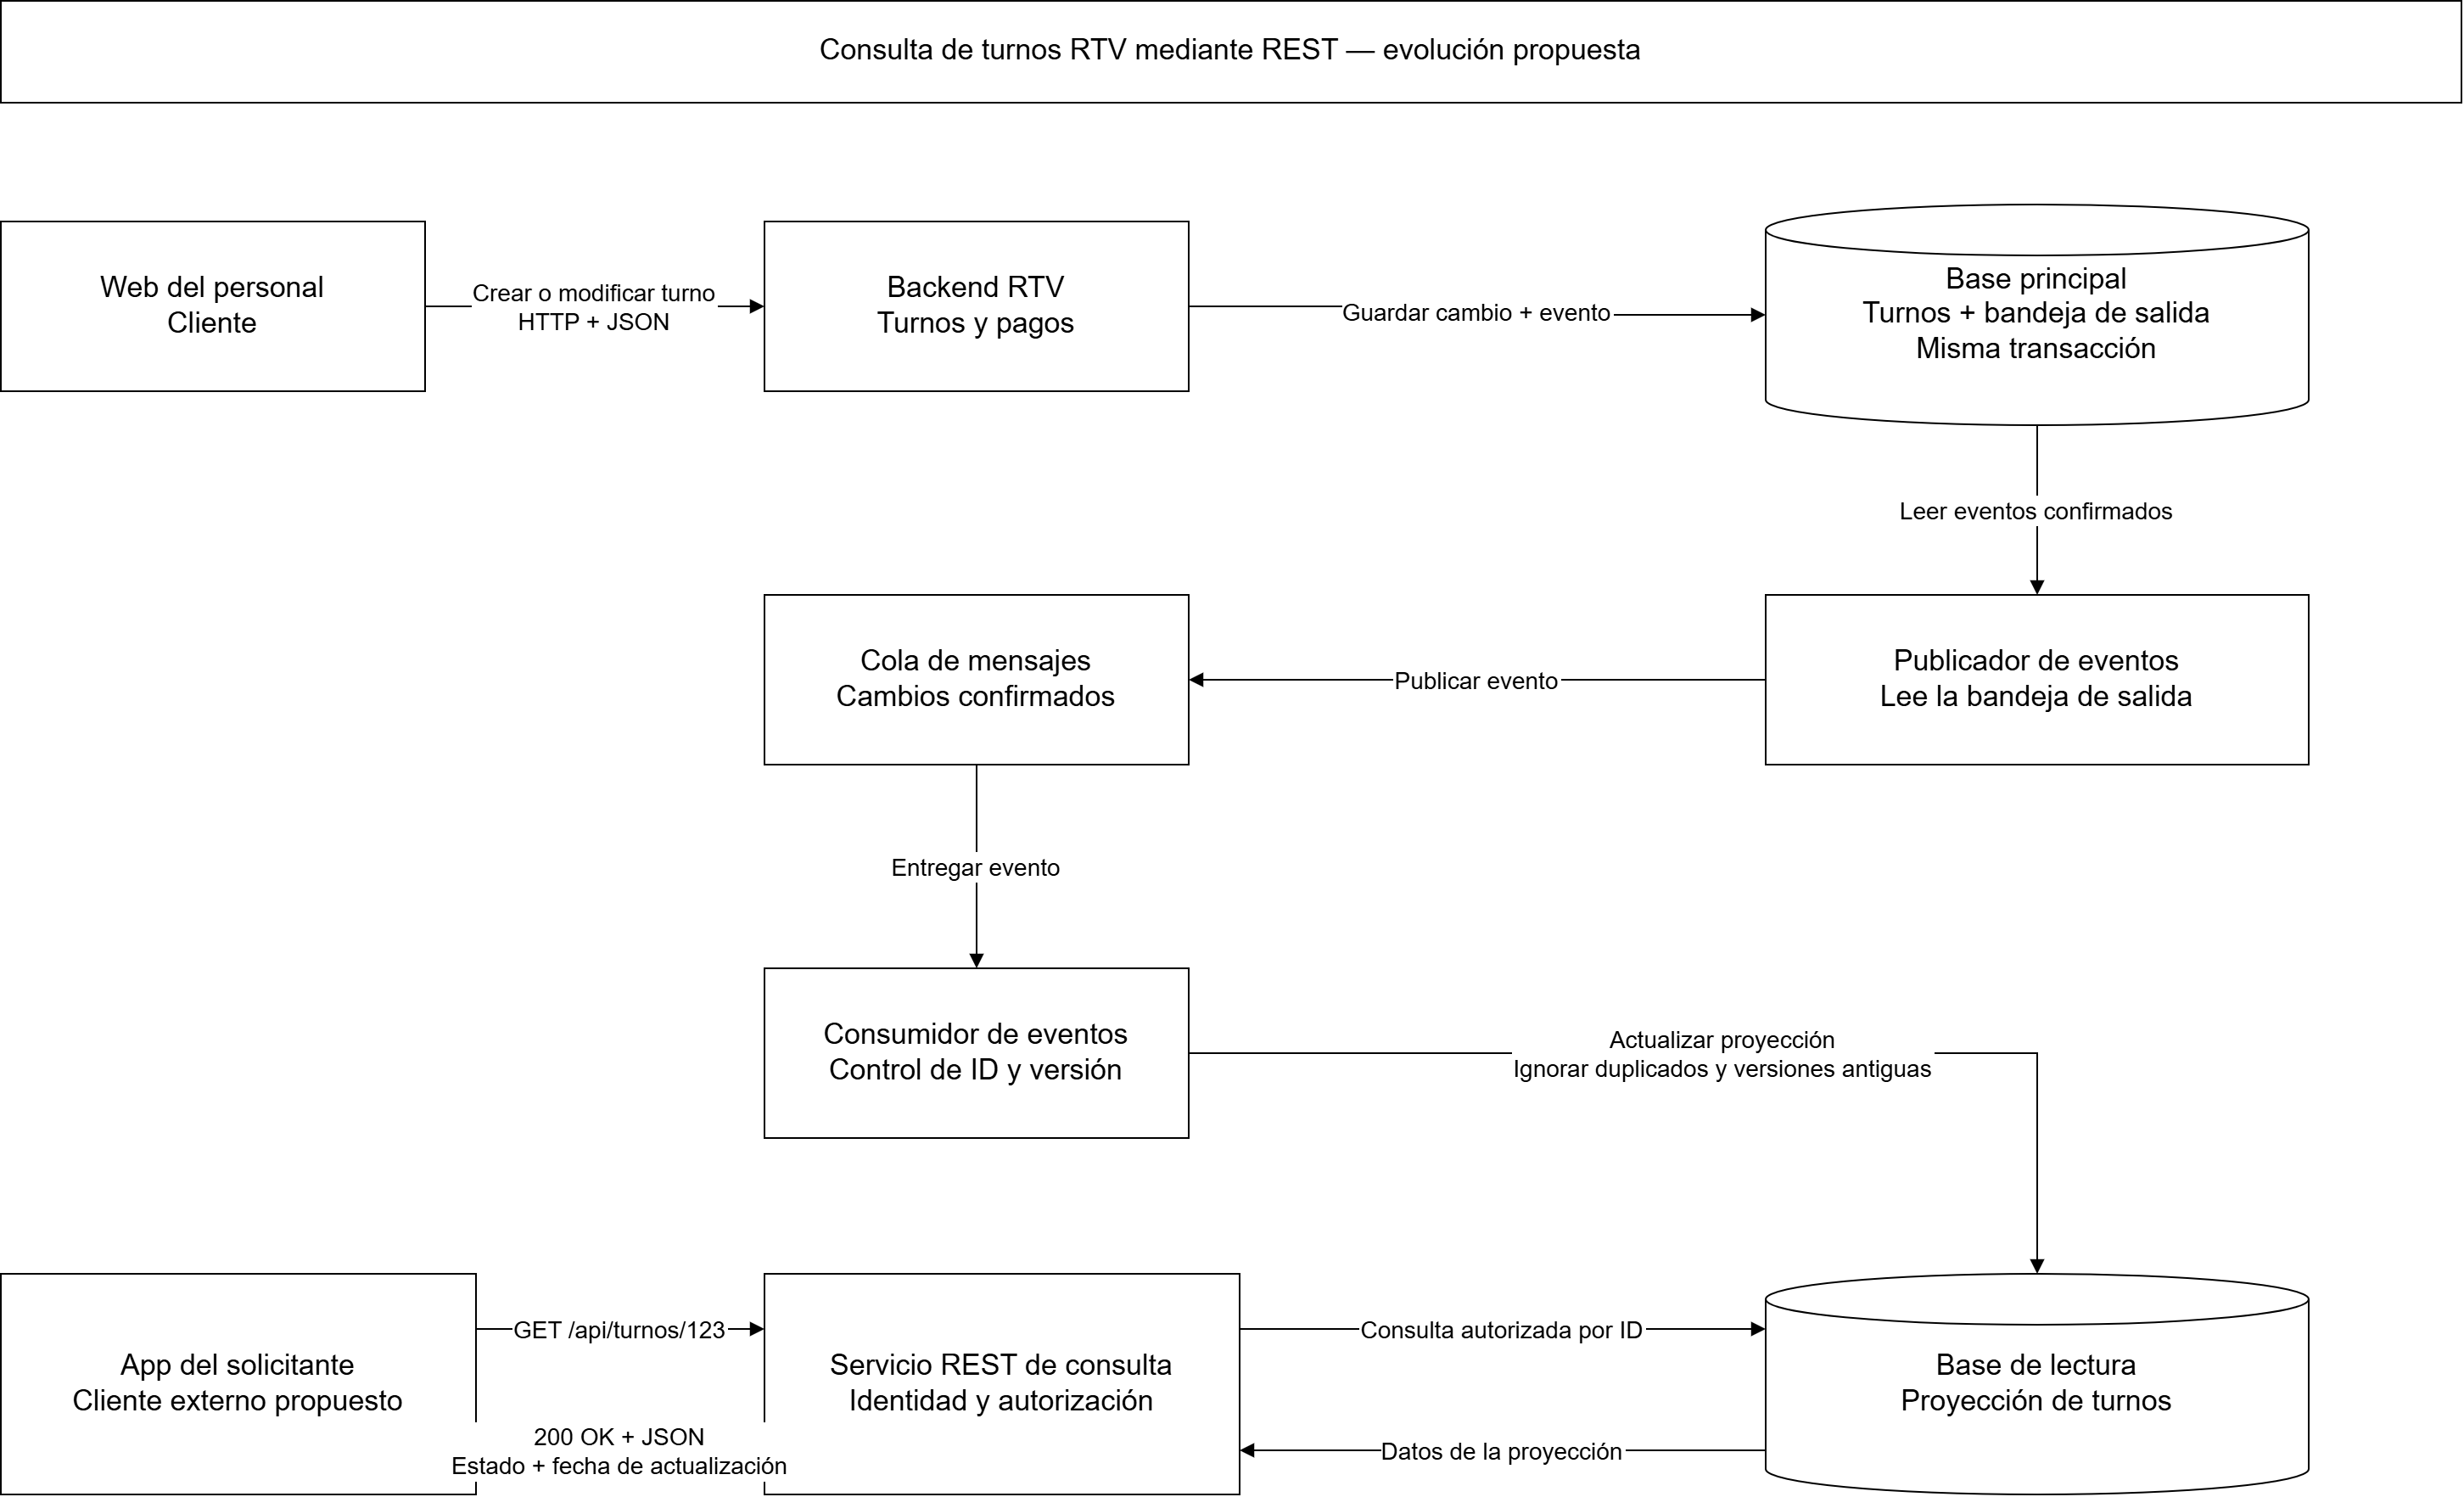 Consulta de turnos RTV mediante REST — evolución propuesta
Web del personal
Cliente
Crear o modificar turno
HTTP + JSON
Backend RTV
Turnos y pagos
Guardar cambio + evento
Base principal
Turnos + bandeja de salida
Misma transacción
Leer eventos confirmados
Publicador de eventos
Lee la bandeja de salida
Publicar evento
Cola de mensajes
Cambios confirmados
Entregar evento
Consumidor de eventos
Control de ID y versión
Actualizar proyección
Ignorar duplicados y versiones antiguas
App del solicitante
Cliente externo propuesto
GET /api/turnos/123
200 OK + JSON
Estado + fecha de actualización
Servicio REST de consulta
Identidad y autorización
Consulta autorizada por ID
Datos de la proyección
Base de lectura
Proyección de turnos